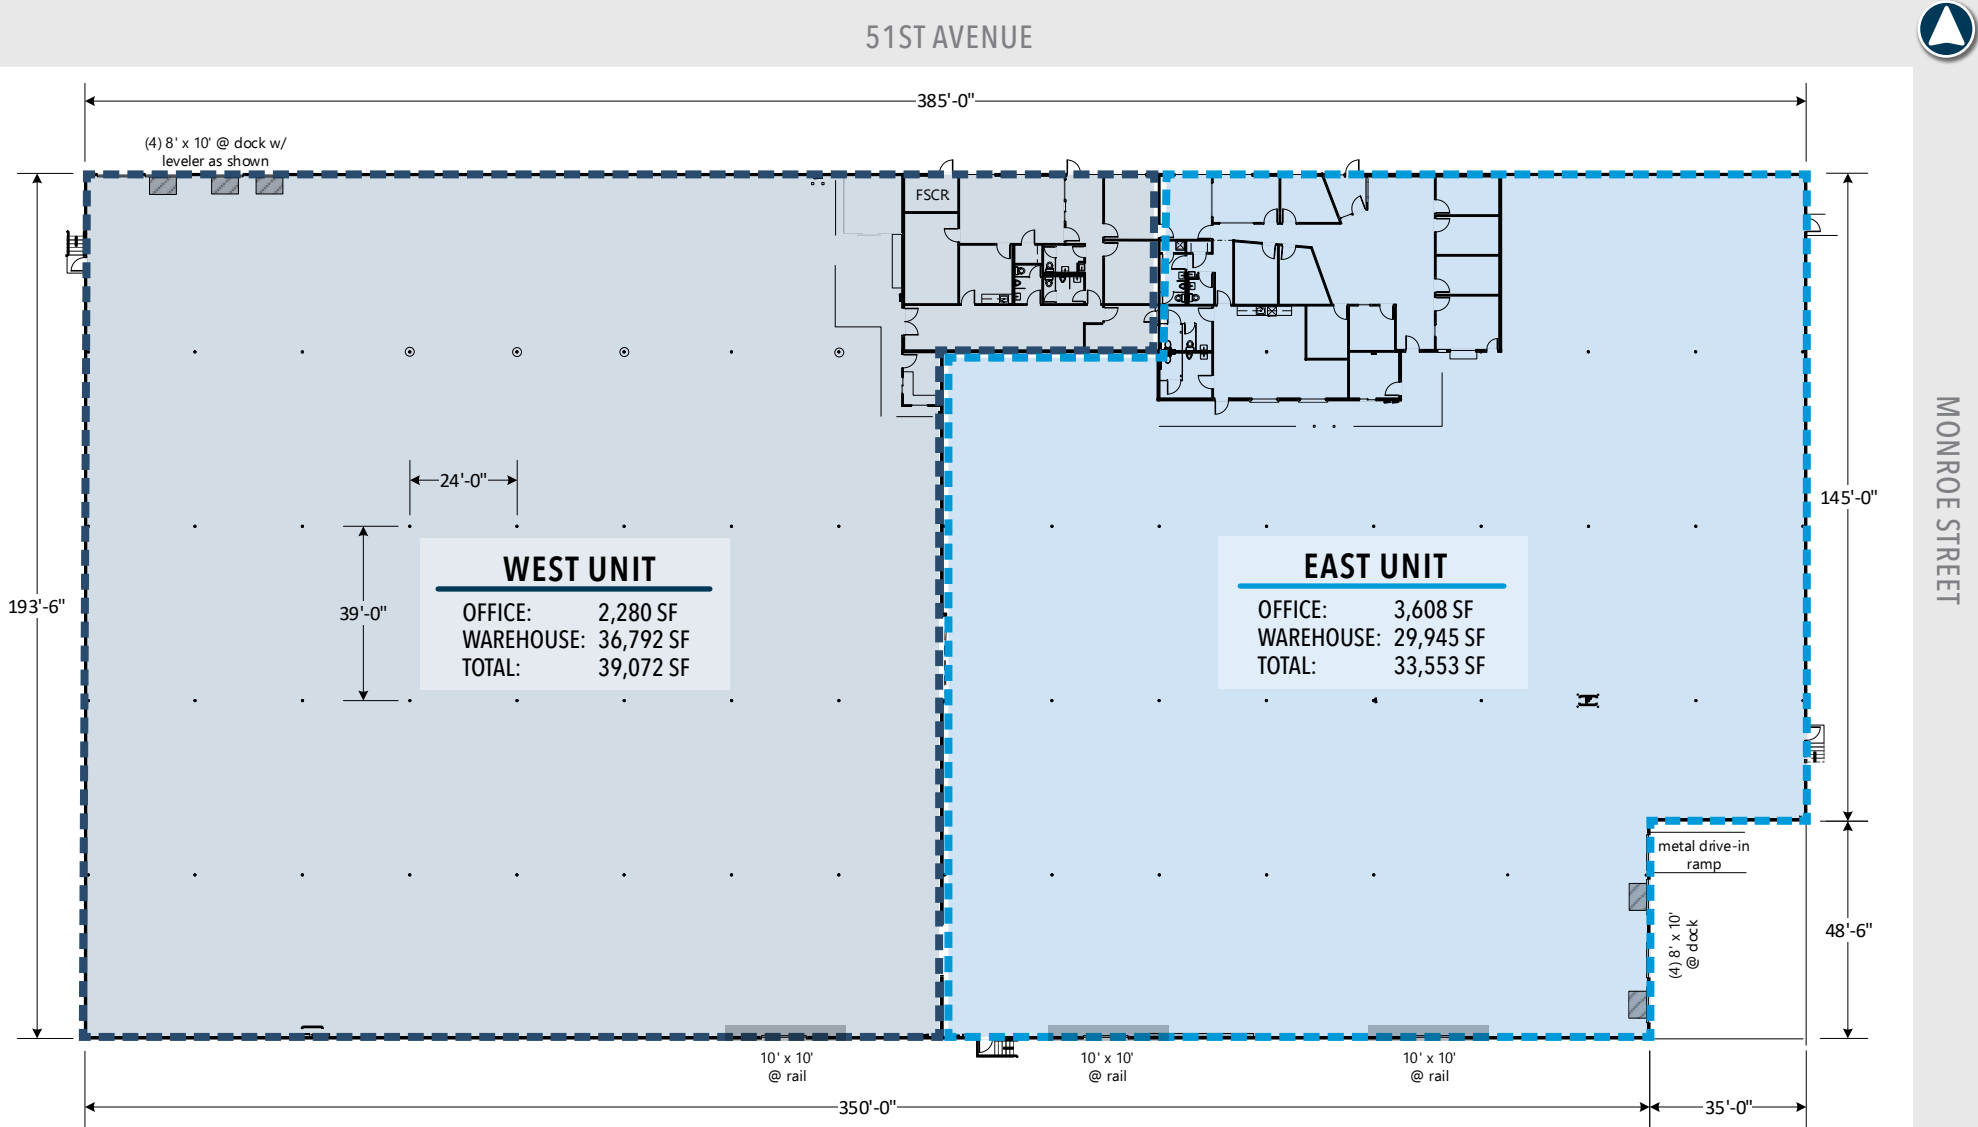 51ST AVENUE
385'-0"
(4) 8' x 10' @ dock w/
leveler as shown
FSCR
MONROE STREET
24'-0"
145'-0"
193'-6"
39'-0"
WEST UNIT
OFFICE: 2,280 SF
WAREHOUSE: 36,792 SF
TOTAL: 39,072 SF
EAST UNIT
OFFICE: 3,608 SF
WAREHOUSE: 29,945 SF
TOTAL: 33,553 SF
metal drive-in
ramp
(4) 8' x 10'
@ dock
48'-6"
10' x 10'
@ rail
10' x 10'
@ rail
10' x 10'
@ rail
350'-0"
35'-0"